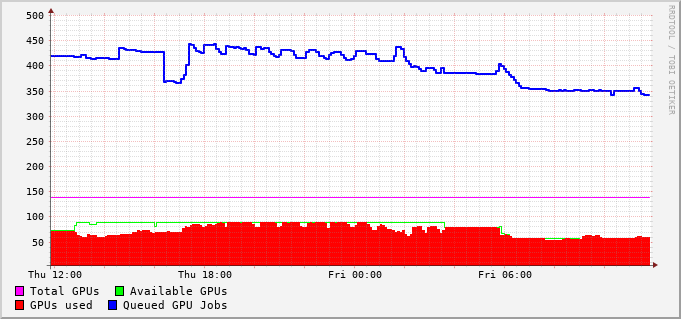 500
450
400
350
300
250
200
150
100
50
Thu 12:00 Thu 18:00 Fri 00:00 Fri 06:00
Total GPUs Available GPUs
GPUs used Queued GPU Jobs
RRDTOOL / TOBI OETIKER